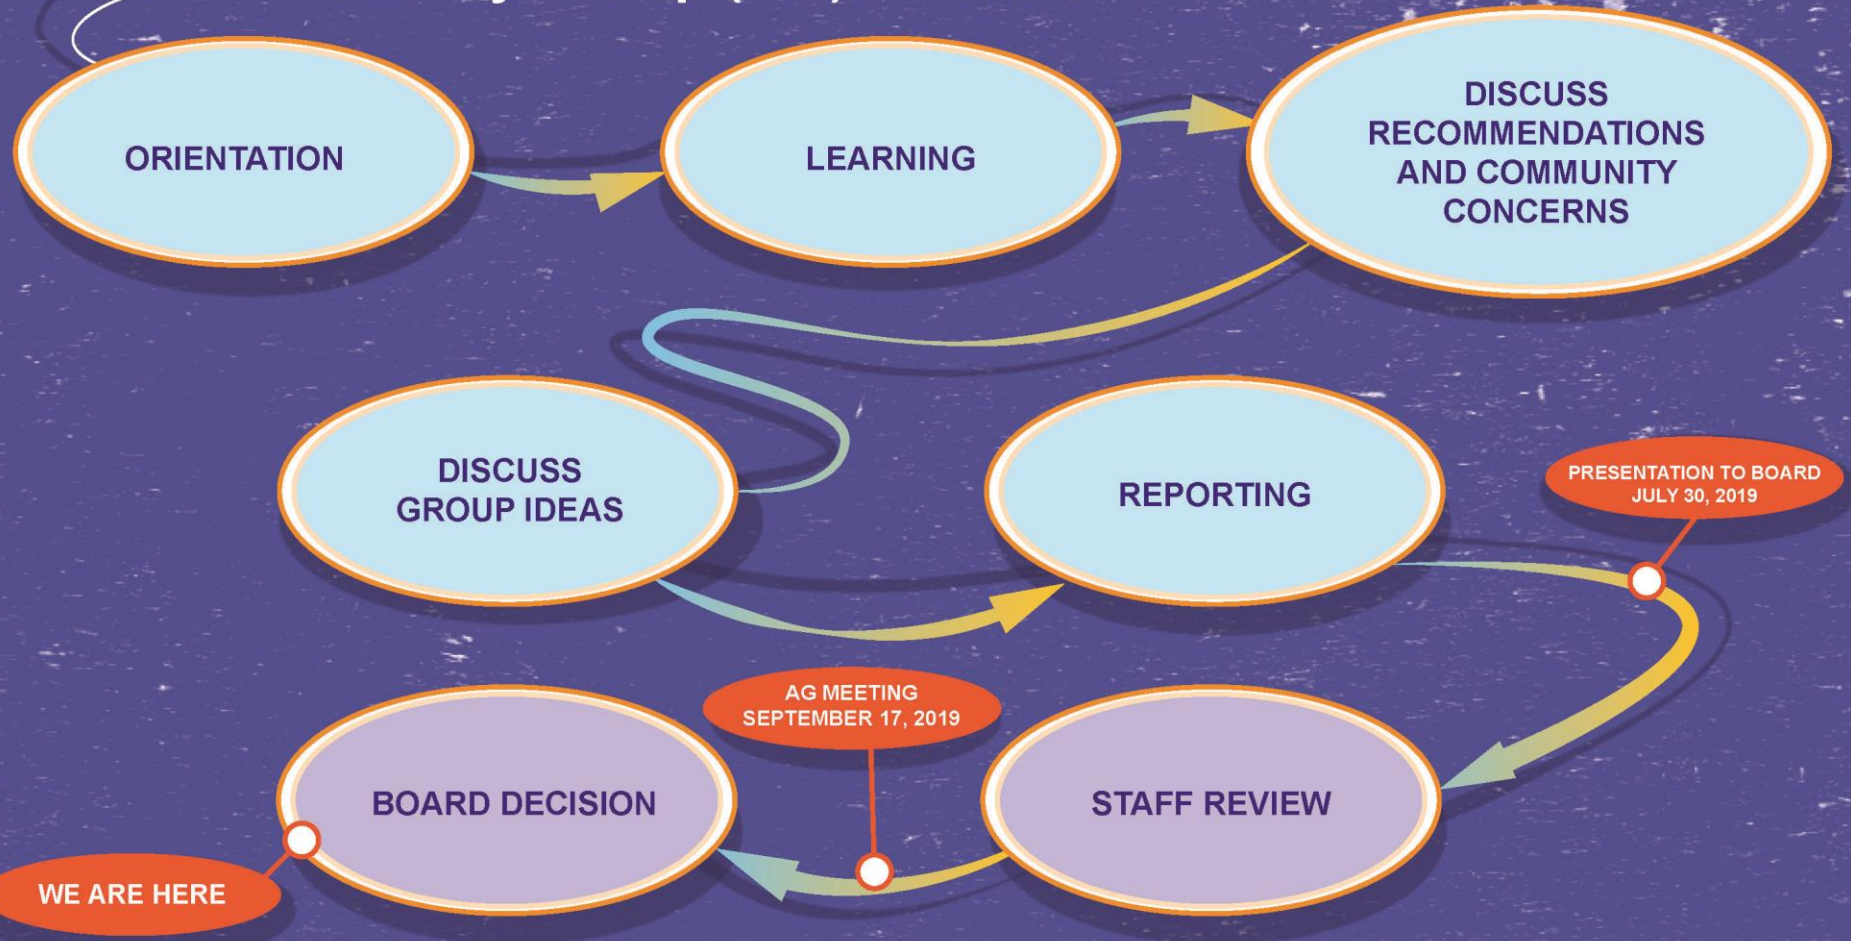 ORIENTATION
LEARNING
DISCUSS
RECOMMENDATIONS
AND COMMUNITY
CONCERNS
DISCUSS
GROUP IDEAS
REPORTING
PRESENTATION TO BOARD
JULY 30, 2019
AG MEETING
SEPTEMBER 17, 2019
BOARD DECISION
STAFF REVIEW
WE ARE HERE